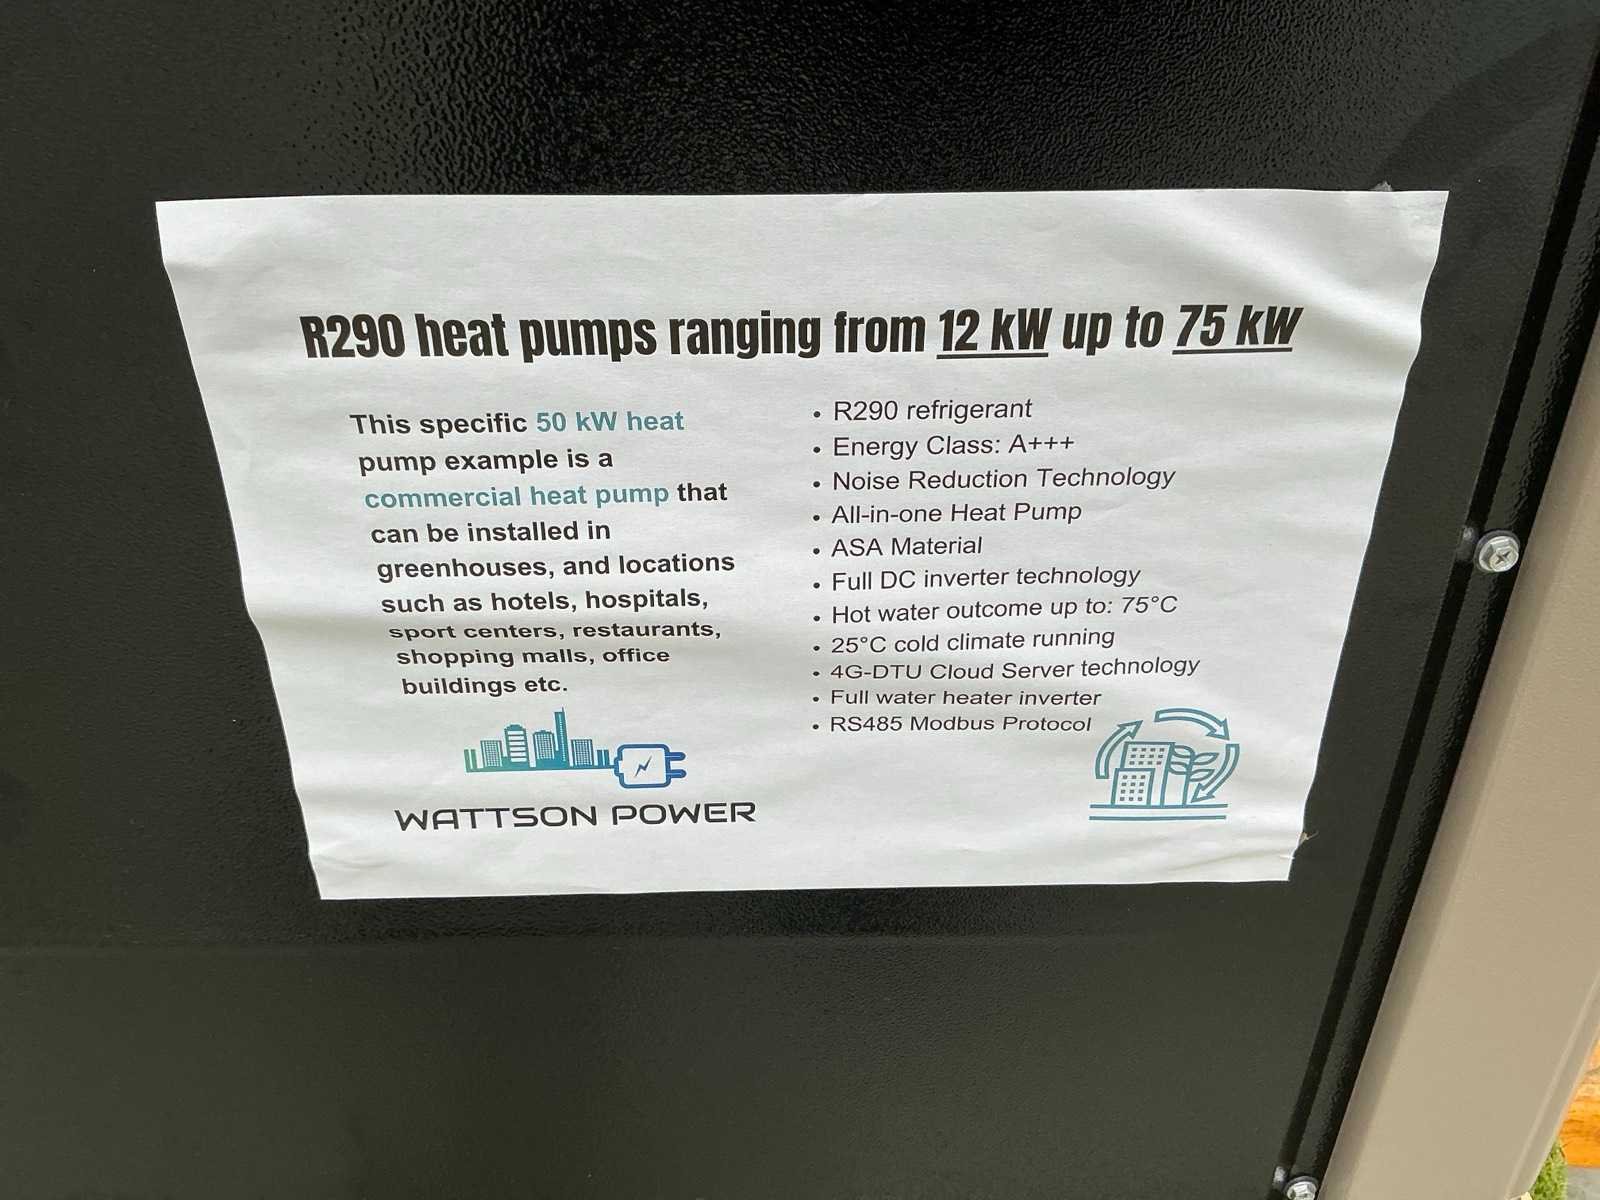 R290 heat pumps ranging from 12 kW up to 75 kW
This specific 50 kW heat
pump example is a
commercial heat pump that
can be installed in
greenhouses, and locations
such as hotels, hospitals,
sport centers, restaurants,
shopping malls, office
buildings etc.
• R290 refrigerant
• Energy Class: A+++
• Noise Reduction Technology
• All-in-one Heat Pump
• ASA Material
• Full DC inverter technology
• Hot water outcome up to: 75°C
• 25°C cold climate running
• 4G-DTU Cloud Server technology
• Full water heater inverter
• RS485 Modbus Protocol
WATTSON POWER